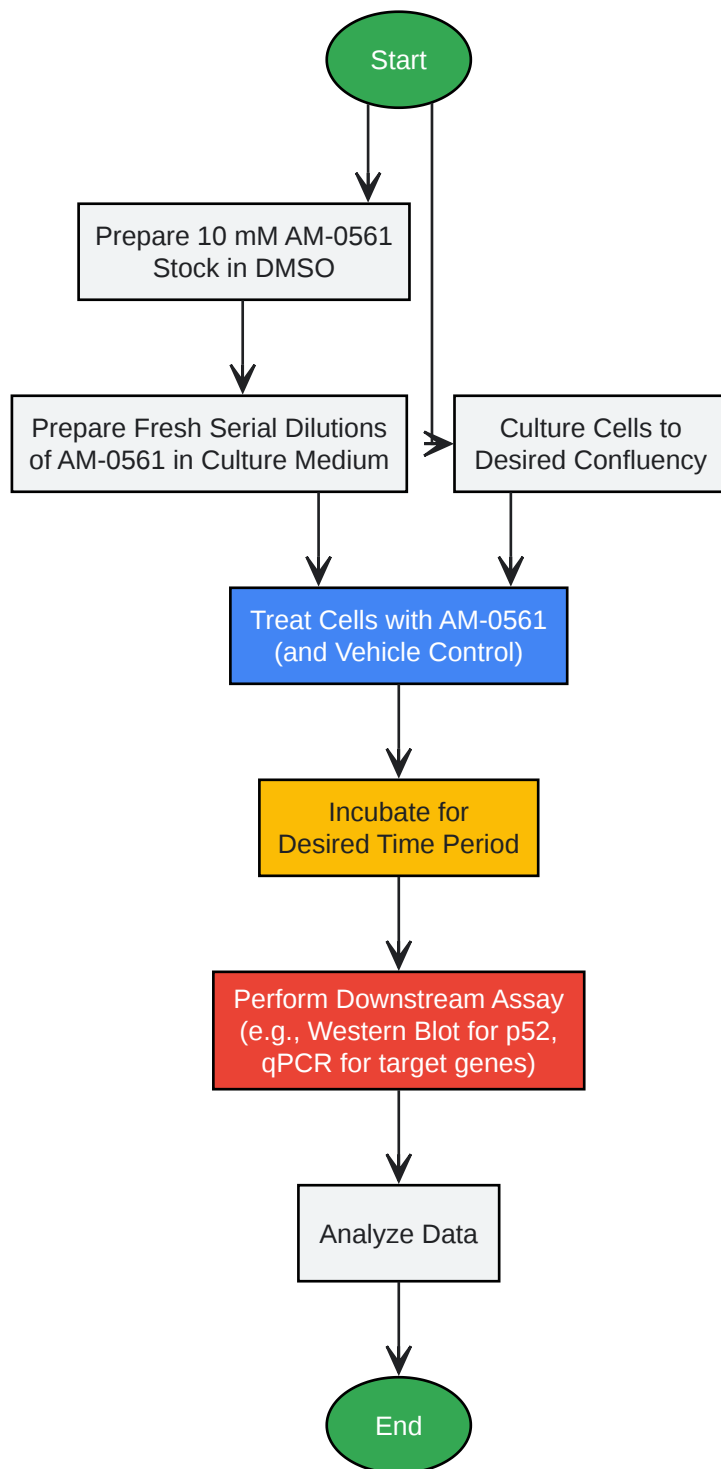 Start
Prepare 10 mM AM-0561
Stock in DMSO
Prepare Fresh Serial Dilutions
of AM-0561 in Culture Medium
Culture Cells to
Desired Confluency
Treat Cells with AM-0561
(and Vehicle Control)
Incubate for
Desired Time Period
Perform Downstream Assay
(e.g., Western Blot for p52,
qPCR for target genes)
Analyze Data
End